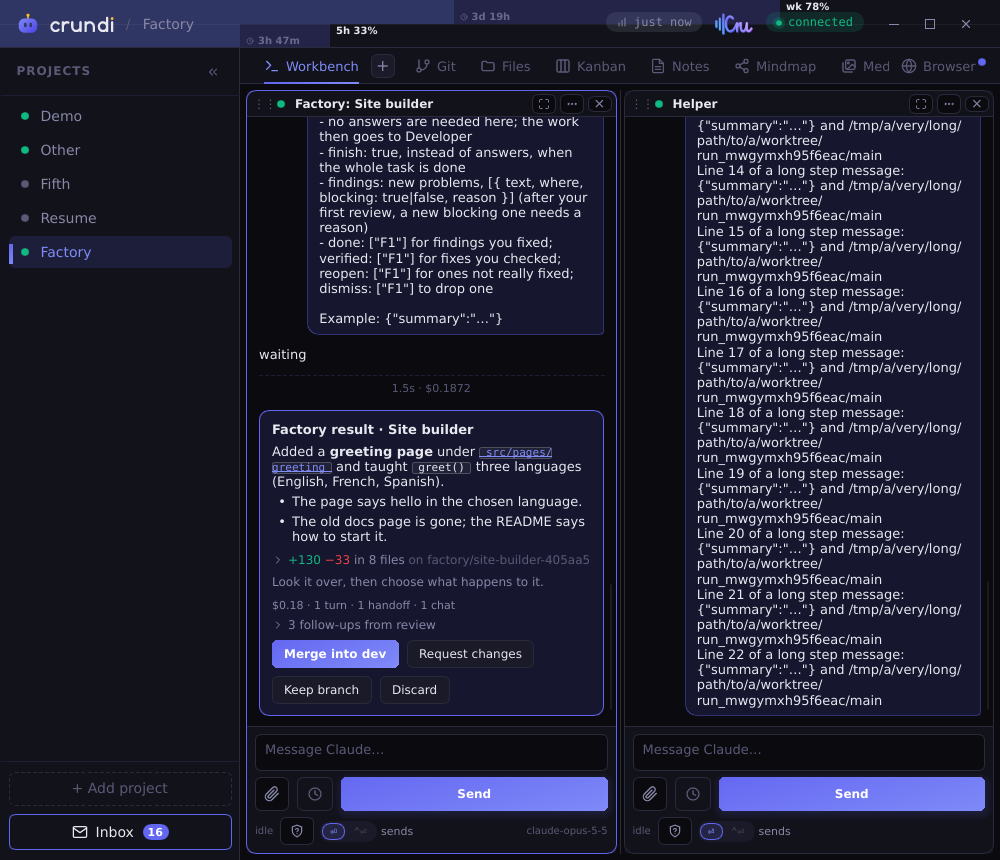 crundi / Factory
3d 19h
3h 47m
5h 33%
just now
Cru
wk 78%
connected
PROJECTS
Demo
Other
Fifth
Resume
Factory
+ Add project
Inbox 16
Workbench
Git
Files
Kanban
Notes
Mindmap
Med
Browser
Factory: Site builder
- no answers are needed here; the work
then goes to Developer
- finish: true, instead of answers, when
the whole task is done
- findings: new problems, [{ text, where,
blocking: true|false, reason }] (after your
first review, a new blocking one needs a
reason)
- done: ["F1"] for findings you fixed;
verified: ["F1"] for fixes you checked;
reopen: ["F1"] for ones not really fixed;
dismiss: ["F1"] to drop one
Example: {"summary":"…"}
waiting
1.5s · $0.1872
Factory result · Site builder
Added a greeting page under src/pages/
greeting and taught greet() three languages
(English, French, Spanish).
• The page says hello in the chosen language.
• The old docs page is gone; the README says
how to start it.
+130 −33 in 8 files on factory/site-builder-405aa5
Look it over, then choose what happens to it.
$0.18 · 1 turn · 1 handoff · 1 chat
3 follow-ups from review
Merge into dev
Request changes
Keep branch
Discard
Message Claude…
Send
idle
sends
claude-opus-5-5
Helper
{"summary":"…"} and /tmp/a/very/long/
path/to/a/worktree/
run_mwgymxh95f6eac/main
Line 14 of a long step message:
{"summary":"…"} and /tmp/a/very/long/
path/to/a/worktree/
run_mwgymxh95f6eac/main
Line 15 of a long step message:
{"summary":"…"} and /tmp/a/very/long/
path/to/a/worktree/
run_mwgymxh95f6eac/main
Line 16 of a long step message:
{"summary":"…"} and /tmp/a/very/long/
path/to/a/worktree/
run_mwgymxh95f6eac/main
Line 17 of a long step message:
{"summary":"…"} and /tmp/a/very/long/
path/to/a/worktree/
run_mwgymxh95f6eac/main
Line 18 of a long step message:
{"summary":"…"} and /tmp/a/very/long/
path/to/a/worktree/
run_mwgymxh95f6eac/main
Line 19 of a long step message:
{"summary":"…"} and /tmp/a/very/long/
path/to/a/worktree/
run_mwgymxh95f6eac/main
Line 20 of a long step message:
{"summary":"…"} and /tmp/a/very/long/
path/to/a/worktree/
run_mwgymxh95f6eac/main
Line 21 of a long step message:
{"summary":"…"} and /tmp/a/very/long/
path/to/a/worktree/
run_mwgymxh95f6eac/main
Line 22 of a long step message:
{"summary":"…"} and /tmp/a/very/long/
path/to/a/worktree/
run_mwgymxh95f6eac/main
Message Claude…
Send
idle
sends